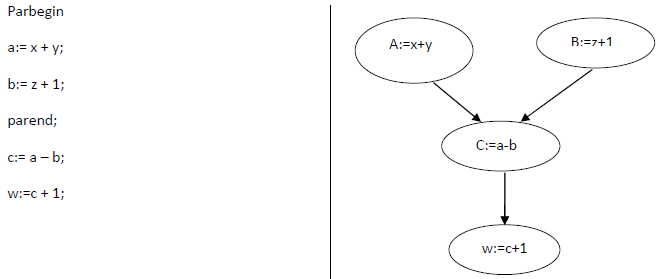 Parbegin
a:= x + y;
b:= z + 1;
parend;
c:= a – b;
w:=c + 1;
A:=x+y
B:=z+1
C:=a-b
w:=c+1